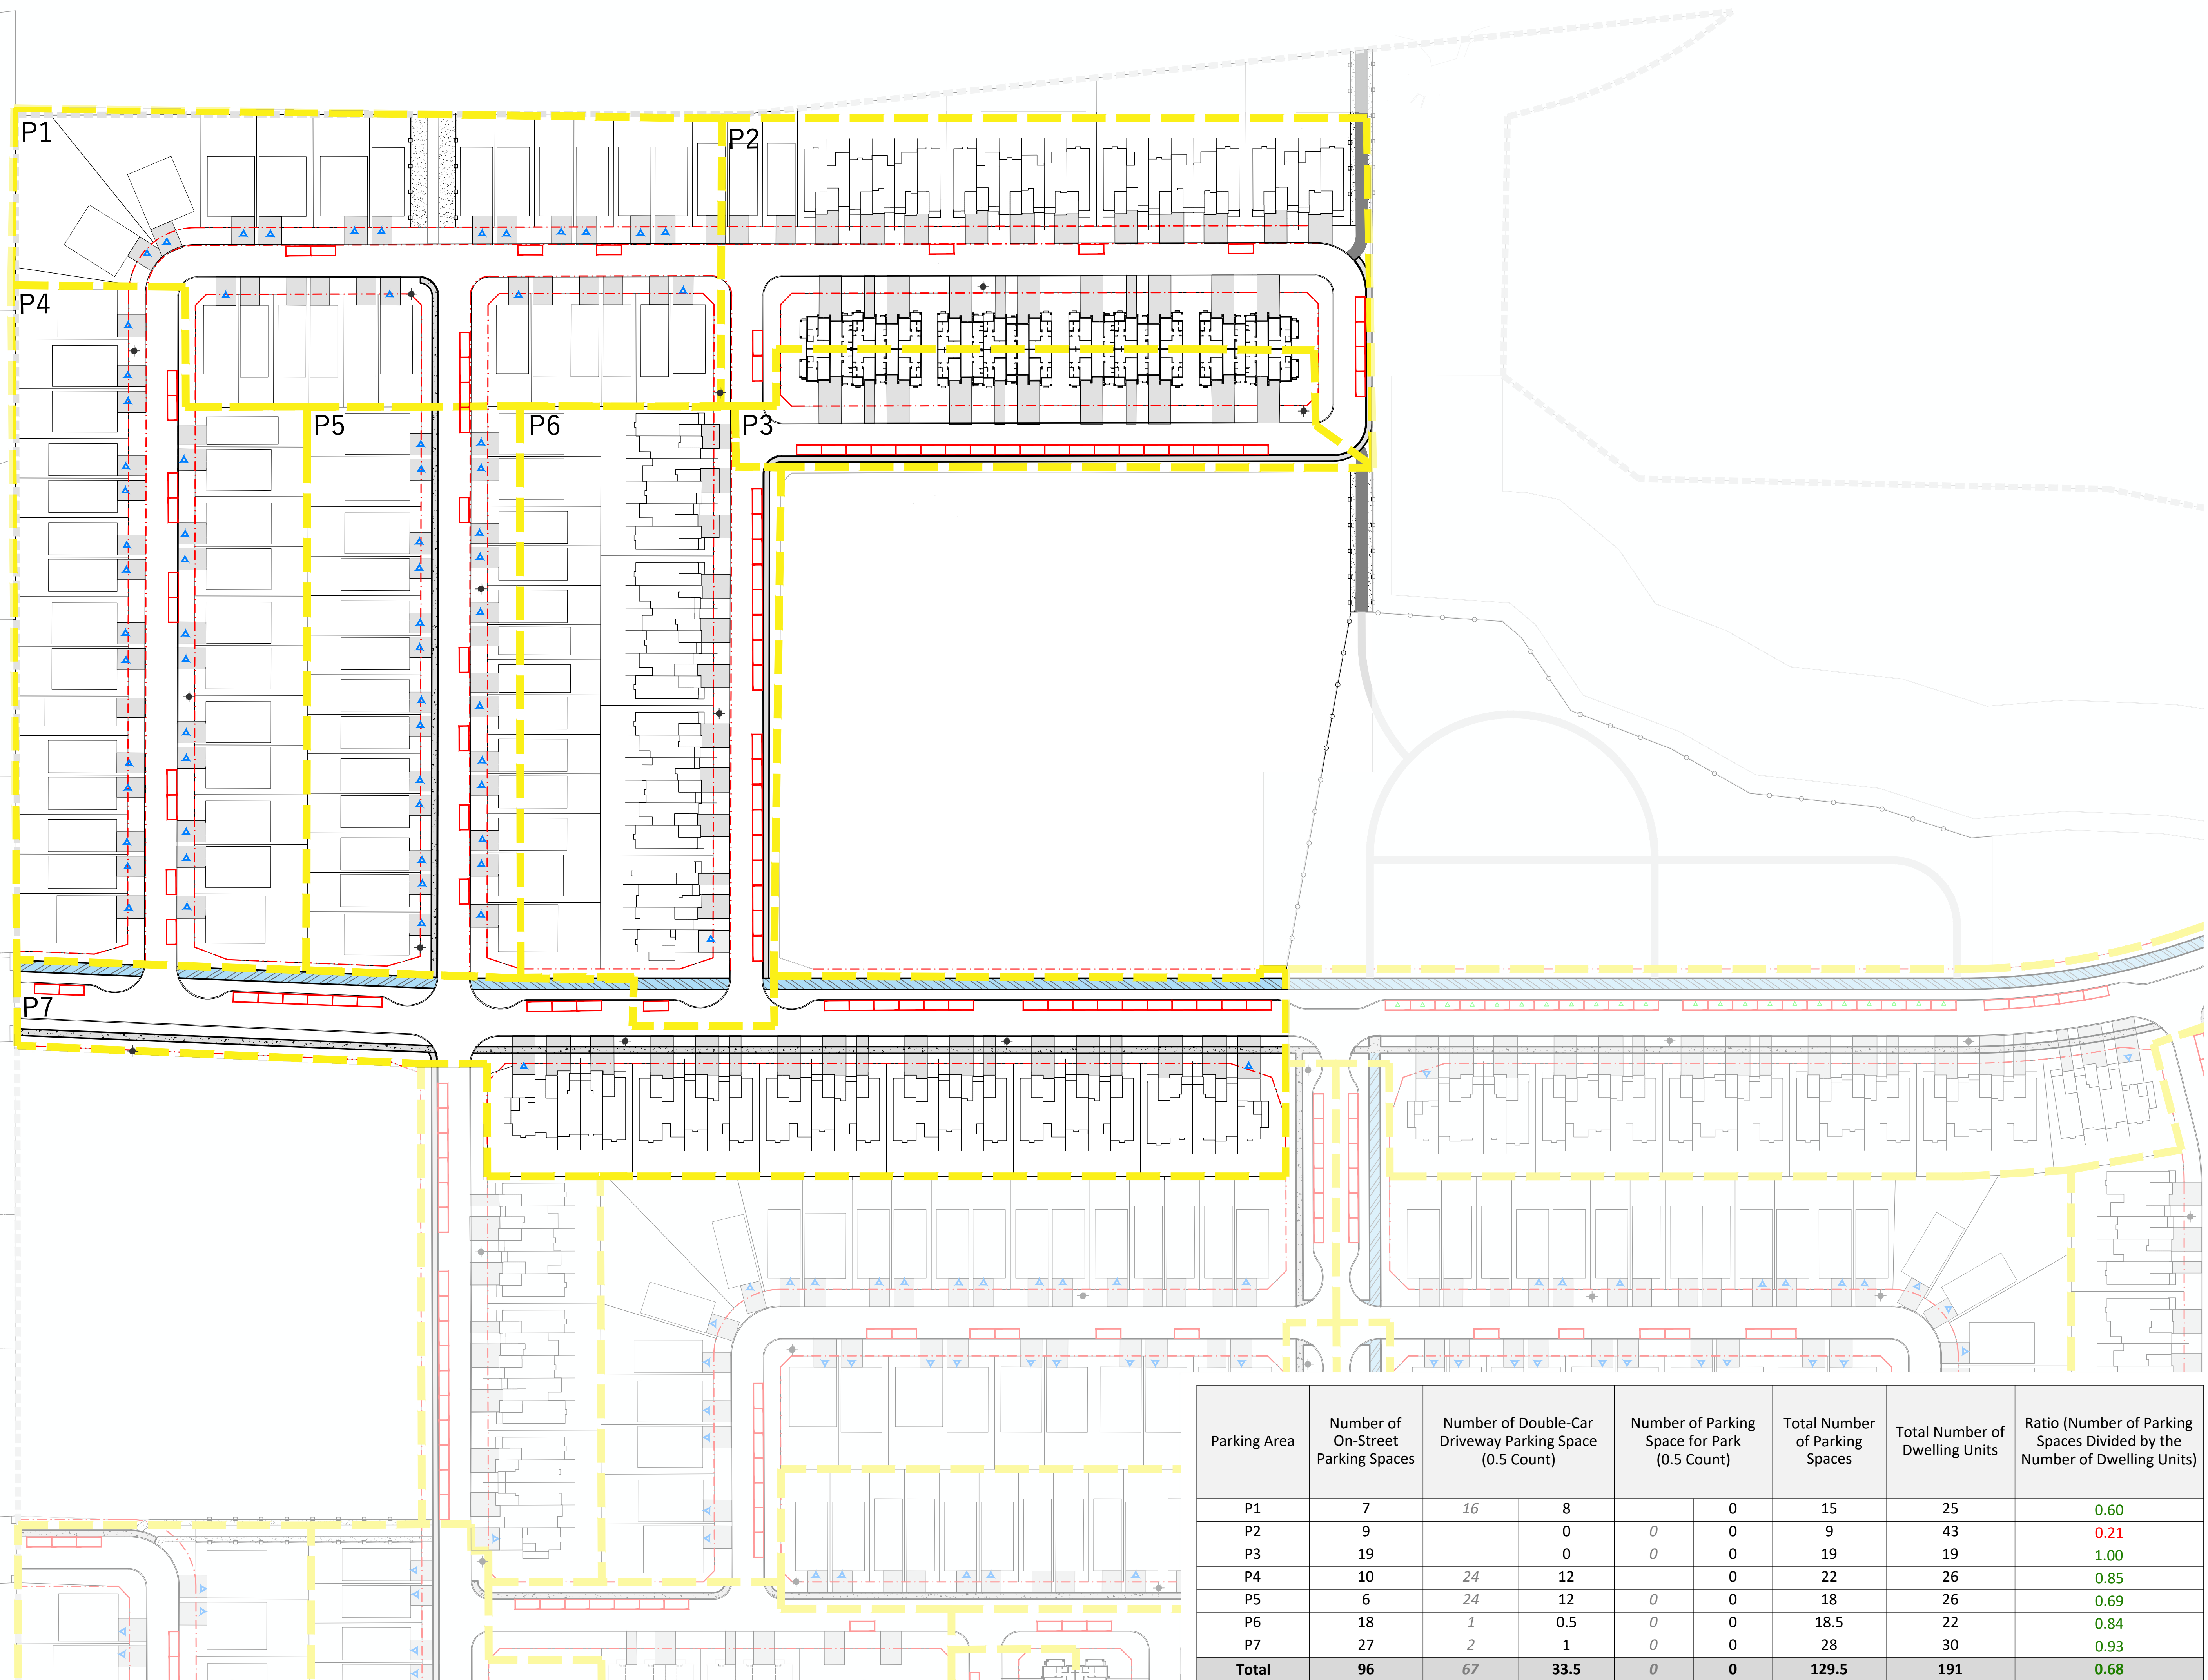 P1
P2
P4
P5
P6
P3
P7
Parking Area
Number of
On-Street
Parking Spaces
Number of Double-Car
Driveway Parking Space
(0.5 Count)
Number of Parking
Space for Park
(0.5 Count)
Total Number
of Parking
Spaces
Total Number of
Dwelling Units
Ratio (Number of Parking
Spaces Divided by the
Number of Dwelling Units)
P1 7 16 8 0 15 25 0.60
P2 9 0 0 0 9 43 0.21
P3 19 0 0 0 19 19 1.00
P4 10 24 12 0 22 26 0.85
P5 6 24 12 0 0 18 26 0.69
P6 18 1 0.5 0 0 18.5 22 0.84
P7 27 2 1 0 0 28 30 0.93
Total 96 67 33.5 0 0 129.5 191 0.68